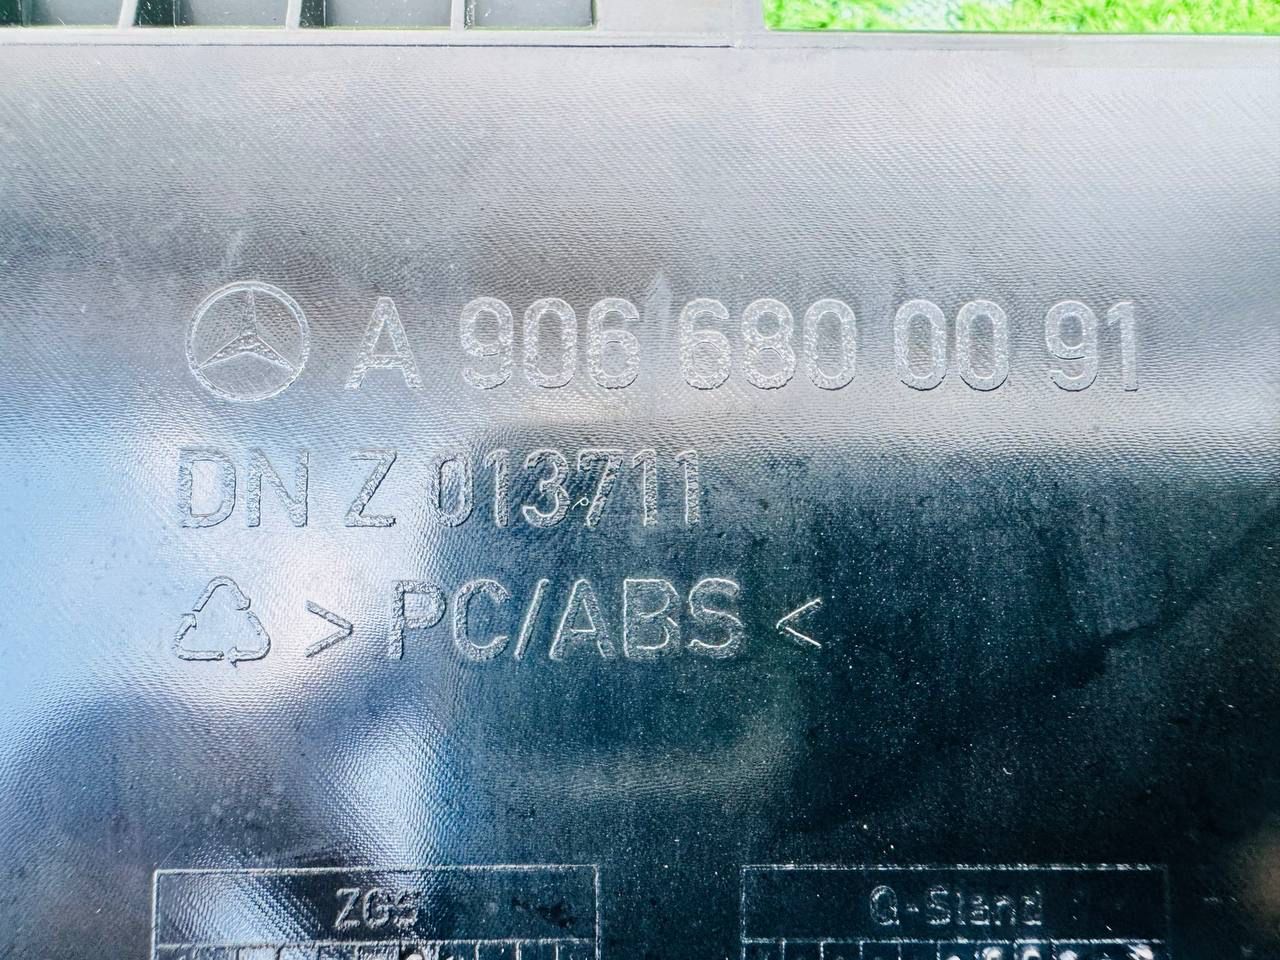 A 906 680 00 91
DN Z 013711
> PC/ABS <
ZGS
Q-Stand